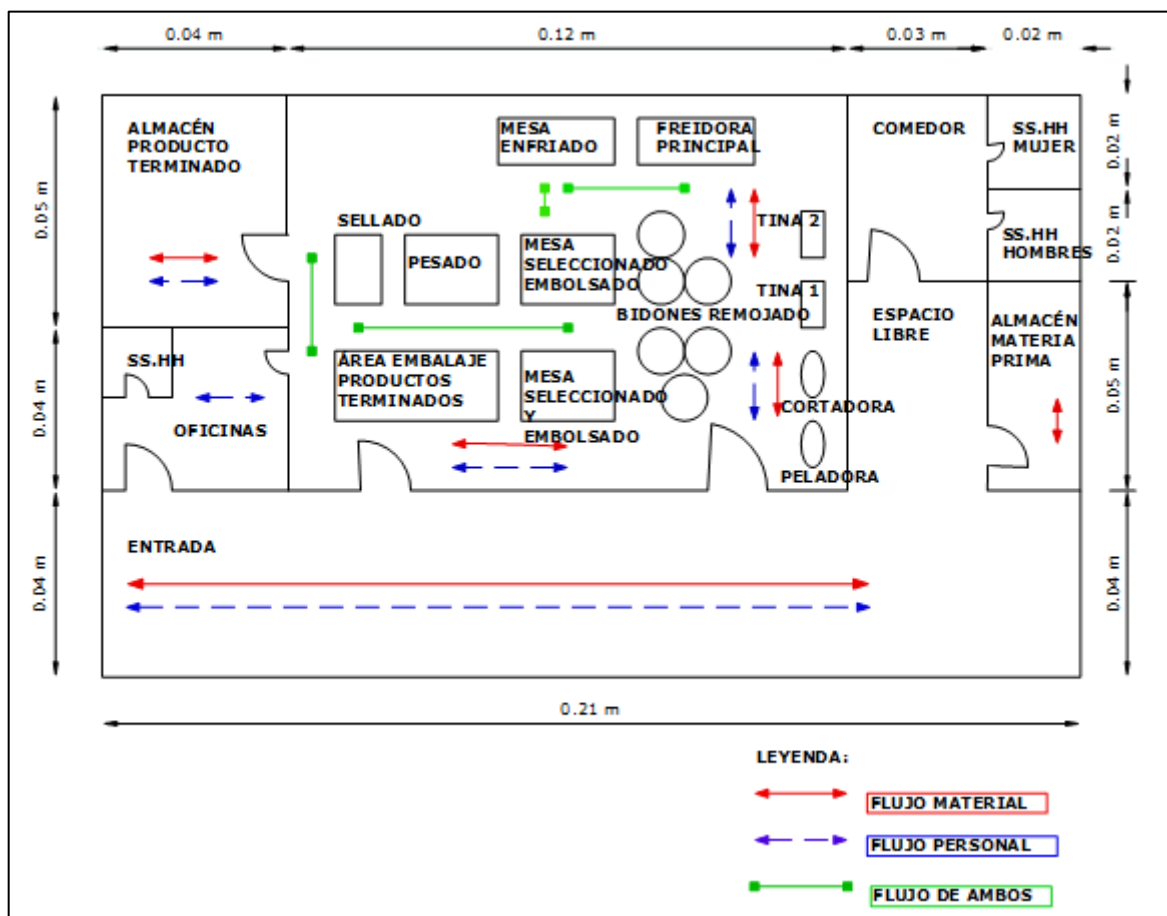 0.04 m
0.12 m
0.03 m
0.02 m
ALMACÉN
PRODUCTO
TERMINADO
MESA
ENFRIADO
FREIDORA
PRINCIPAL
COMEDOR
SS.HH
MUJER
0.02 m
0.05 m
SELLADO
PESADO
MESA
SELECCIONADO
EMBOLSADO
TINA 2
SS.HH
HOMBRES
0.02 m
TINA 1
BIDONES REMOJADO
ESPACIO
LIBRE
ALMACÉN
MATERIA
PRIMA
SS.HH
OFICINAS
0.04 m
ÁREA EMBALAJE
PRODUCTOS
TERMINADOS
MESA
SELECCIONADO
Y
EMBOLSADO
CORTADORA
PELADORA
0.05 m
ENTRADA
0.04 m
0.04 m
0.21 m
LEYENDA:
FLUJO MATERIAL
FLUJO PERSONAL
FLUJO DE AMBOS